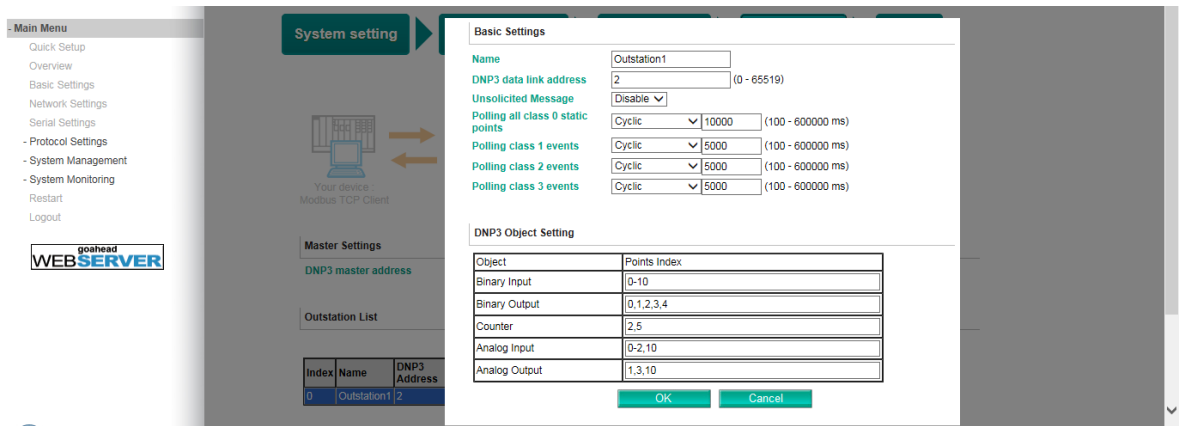 - Main Menu
Quick Setup
Overview
Basic Settings
Network Settings
Serial Settings
- Protocol Settings
- System Management
- System Monitoring
Restart
Logout
goahead
WEBSERVER
System setting
Your device :
Modbus TCP Client
Master Settings
DNP3 master address
Outstation List
Index Name DNP3 Address
0 Outstation1 2
Basic Settings
Name Outstation1
DNP3 data link address 2 (0 - 65519)
Unsolicited Message Disable
Polling all class 0 static points Cyclic 10000 (100 - 600000 ms)
Polling class 1 events Cyclic 5000 (100 - 600000 ms)
Polling class 2 events Cyclic 5000 (100 - 600000 ms)
Polling class 3 events Cyclic 5000 (100 - 600000 ms)
DNP3 Object Setting
Object Points Index
Binary Input 0-10
Binary Output 0,1,2,3,4
Counter 2,5
Analog Input 0-2,10
Analog Output 1,3,10
OK Cancel